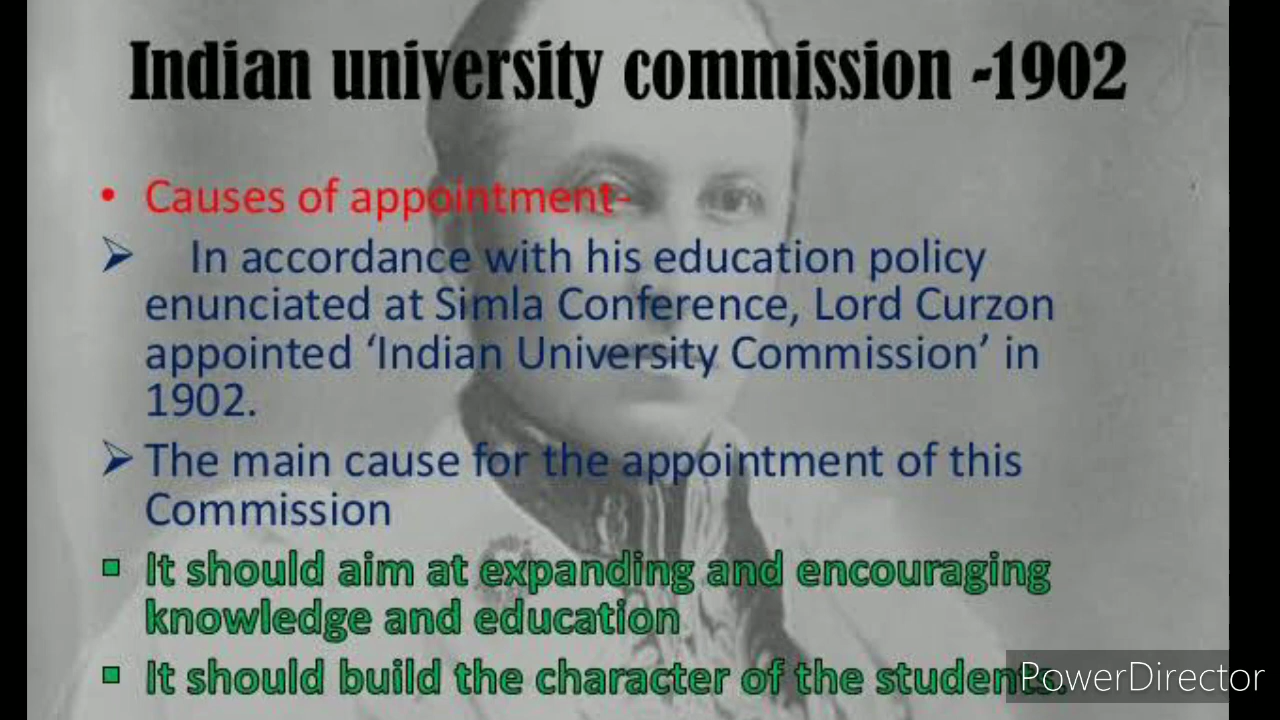 Indian university commission -1902
• Causes of appointment-
➢ In accordance with his education policy
enunciated at Simla Conference, Lord Curzon
appointed ‘Indian University Commission’ in
1902.
➢ The main cause for the appointment of this
Commission
▪ It should aim at expanding and encouraging
knowledge and education
▪ It should build the character of the students.
PowerDirector